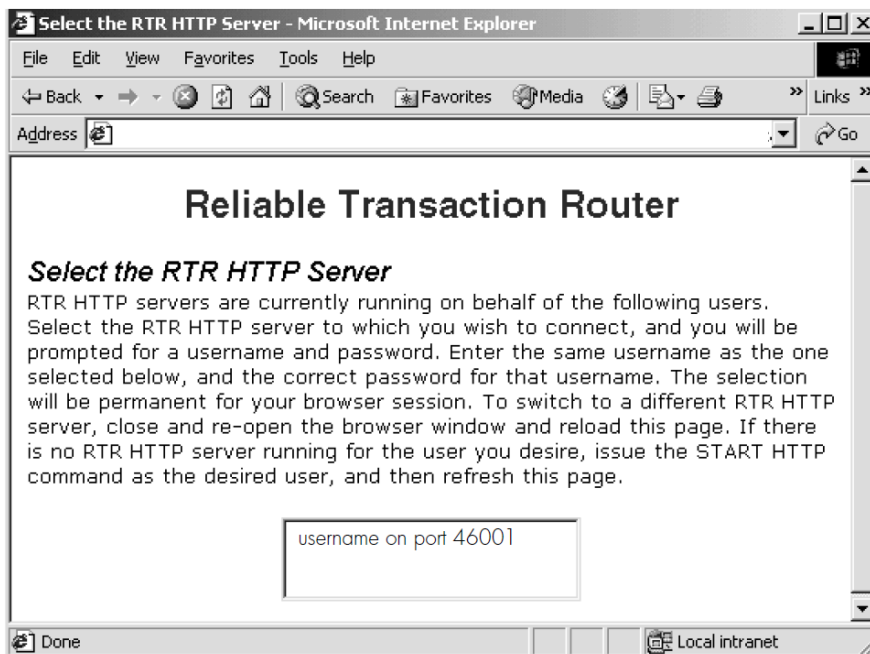 Select the RTR HTTP Server - Microsoft Internet Explorer
File Edit View Favorites Tools Help
Back Search Favorites Media Links
Address Go
Reliable Transaction Router
Select the RTR HTTP Server
RTR HTTP servers are currently running on behalf of the following users.
Select the RTR HTTP server to which you wish to connect, and you will be
prompted for a username and password. Enter the same username as the one
selected below, and the correct password for that username. The selection
will be permanent for your browser session. To switch to a different RTR HTTP
server, close and re-open the browser window and reload this page. If there
is no RTR HTTP server running for the user you desire, issue the START HTTP
command as the desired user, and then refresh this page.
username on port 46001
Done Local intranet